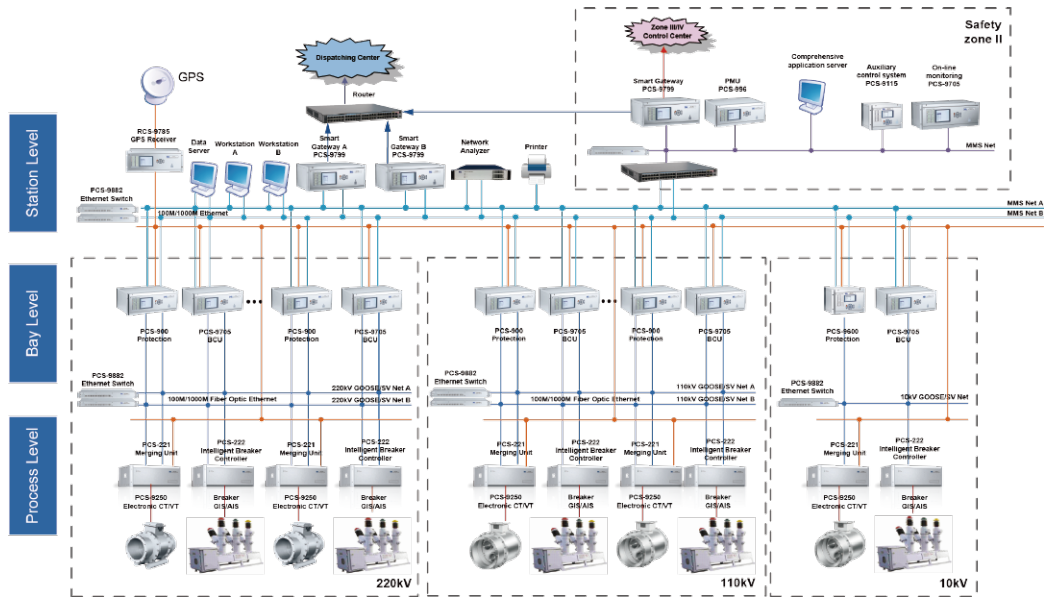 Safety
zone II
Zone III/IV
Control Center
Dispatching Center
Router
GPS
Smart Gateway
PCS-9799
PMU
PCS-996
Comprehensive
application server
Auxiliary
control system
PCS-9115
On-line
monitoring
PCS-9705
MMS Net
Station Level
RCS-9785
GPS Receiver
Data
Server
Workstation
A
Workstation
B
Smart
Gateway A
PCS-9799
Smart
Gateway B
PCS-9799
Network
Analyzer
Printer
PCS-9882
Ethernet Switch
100M/1000M Ethernet
MMS Net A
MMS Net B
Bay Level
PCS-900
Protection
PCS-9705
BCU
PCS-900
Protection
PCS-9705
BCU
PCS-900
Protection
PCS-9705
BCU
PCS-900
Protection
PCS-9705
BCU
PCS-9600
Protection
PCS-9705
BCU
PCS-9882
Ethernet Switch
220kV GOOSE/SV Net A
100M/1000M Fiber Optic Ethernet
220kV GOOSE/SV Net B
PCS-9882
Ethernet Switch
110kV GOOSE/SV Net A
100M/1000M Fiber Optic Ethernet
110kV GOOSE/SV Net B
PCS-9882
Ethernet Switch
10kV GOOSE/SV Net
Process Level
PCS-221
Merging Unit
PCS-222
Intelligent Breaker
Controller
PCS-221
Merging Unit
PCS-222
Intelligent Breaker
Controller
PCS-221
Merging Unit
PCS-222
Intelligent Breaker
Controller
PCS-221
Merging Unit
PCS-222
Intelligent Breaker
Controller
PCS-221
Merging Unit
PCS-222
Intelligent Breaker
Controller
PCS-9250
Electronic CT/VT
Breaker
GIS/AIS
PCS-9250
Electronic CT/VT
Breaker
GIS/AIS
PCS-9250
Electronic CT/VT
Breaker
GIS/AIS
PCS-9250
Electronic CT/VT
Breaker
GIS/AIS
PCS-9250
Electronic CT/VT
Breaker
GIS/AIS
220kV
110kV
10kV